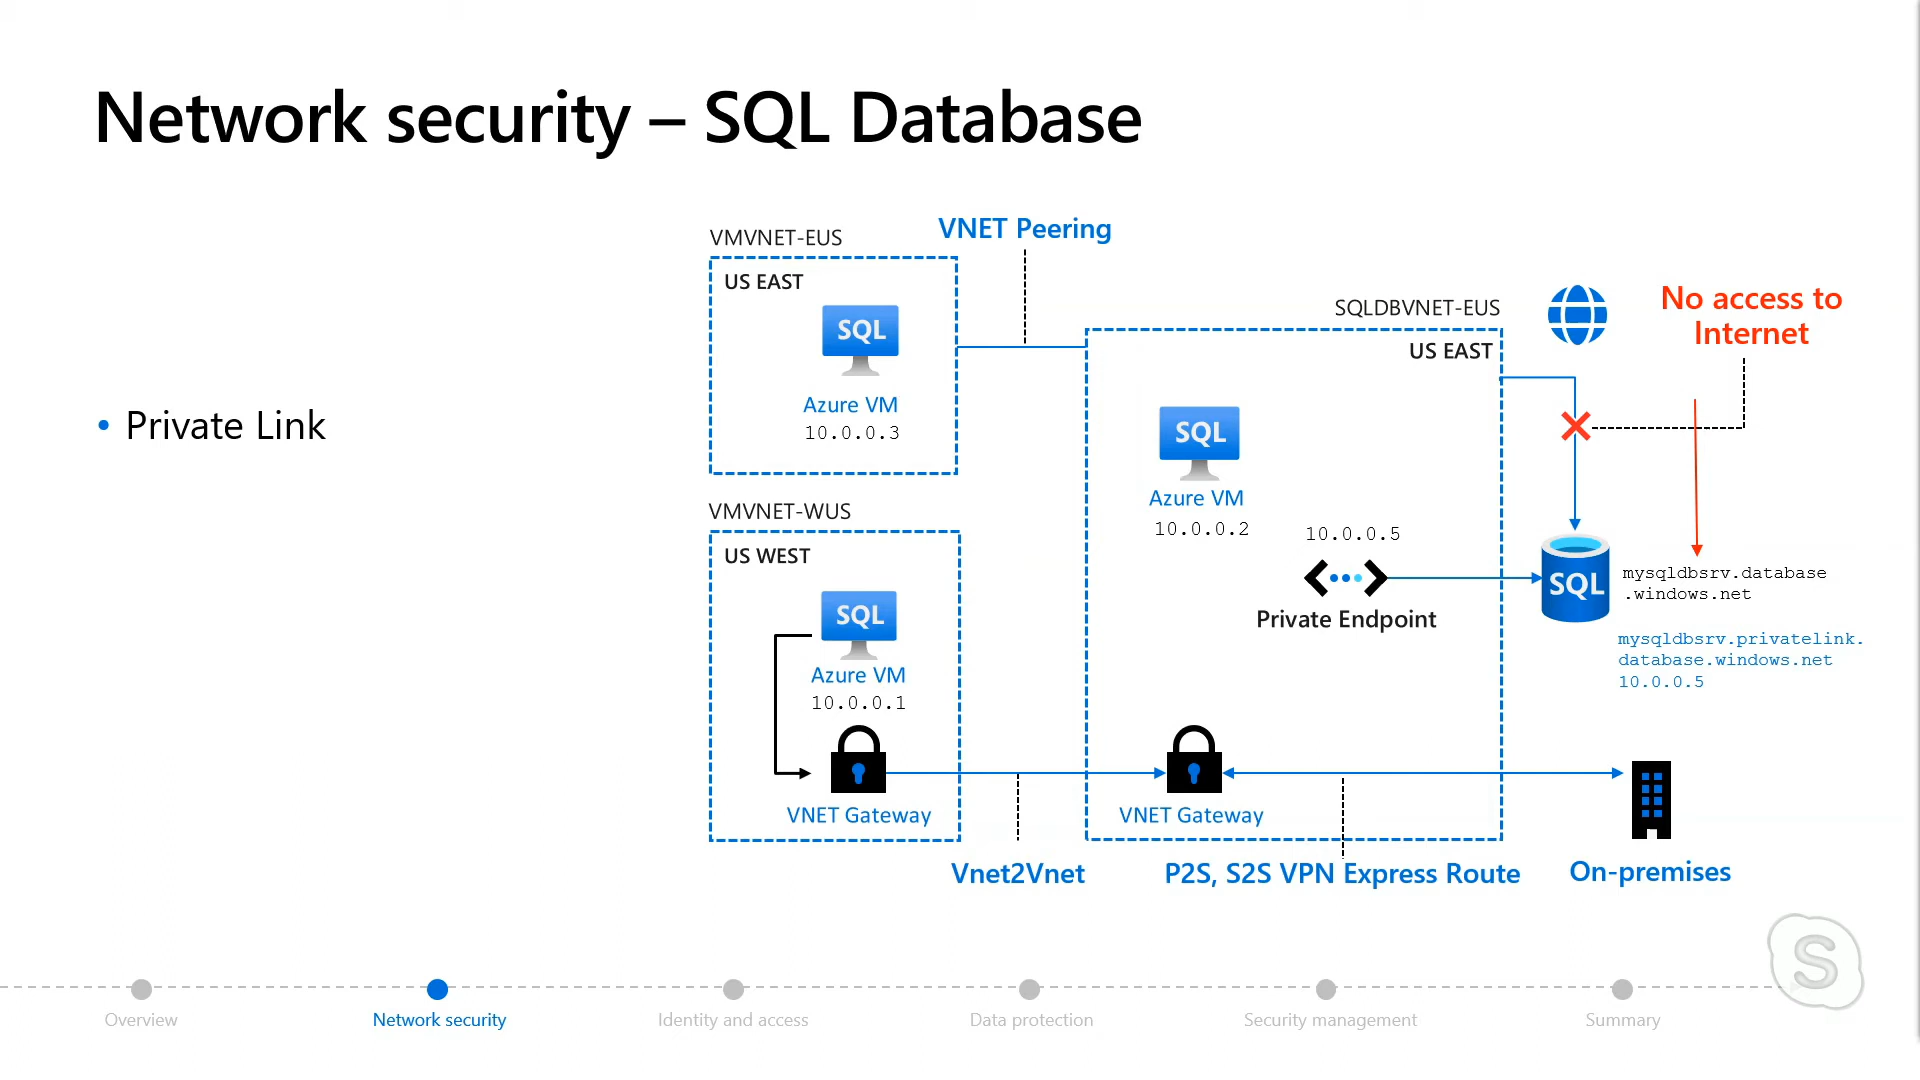 Network security – SQL Database
• Private Link
VMVNET-EUS
US EAST
SQL
Azure VM
10.0.0.3
VNET Peering
VMVNET-WUS
US WEST
SQL
Azure VM
10.0.0.1
VNET Gateway
Vnet2Vnet
SQLDBVNET-EUS
US EAST
SQL
Azure VM
10.0.0.2
10.0.0.5
Private Endpoint
VNET Gateway
P2S, S2S VPN Express Route
No access to
Internet
SQL
mysqldbsrv.database
.windows.net
mysqldbsrv.privatelink.
database.windows.net
10.0.0.5
On-premises
S
Overview
Network security
Identity and access
Data protection
Security management
Summary